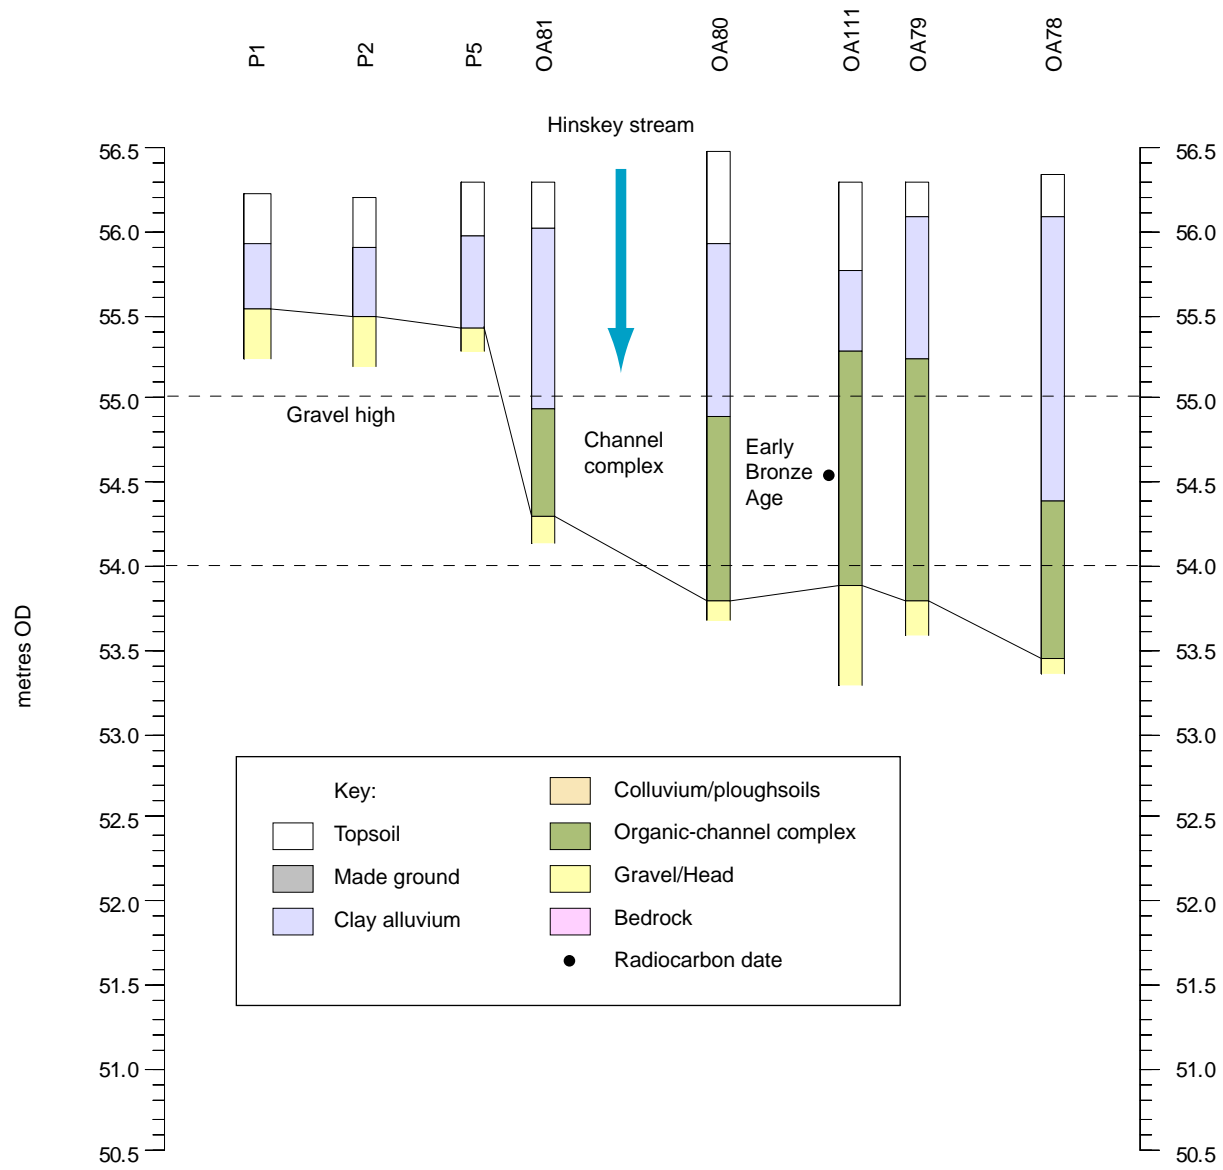 P1
P2
P5
OA81
OA80
OA111
OA79
OA78
Hinskey stream
56.5
56.0
55.5
55.0
54.5
54.0
53.5
53.0
52.5
52.0
51.5
51.0
50.5
metres OD
Gravel high
Channel
complex
Early
Bronze
Age
Key:
Topsoil
Made ground
Clay alluvium
Colluvium/ploughsoils
Organic-channel complex
Gravel/Head
Bedrock
Radiocarbon date
56.5
56.0
55.5
55.0
54.5
54.0
53.5
53.0
52.5
52.0
51.5
51.0
50.5